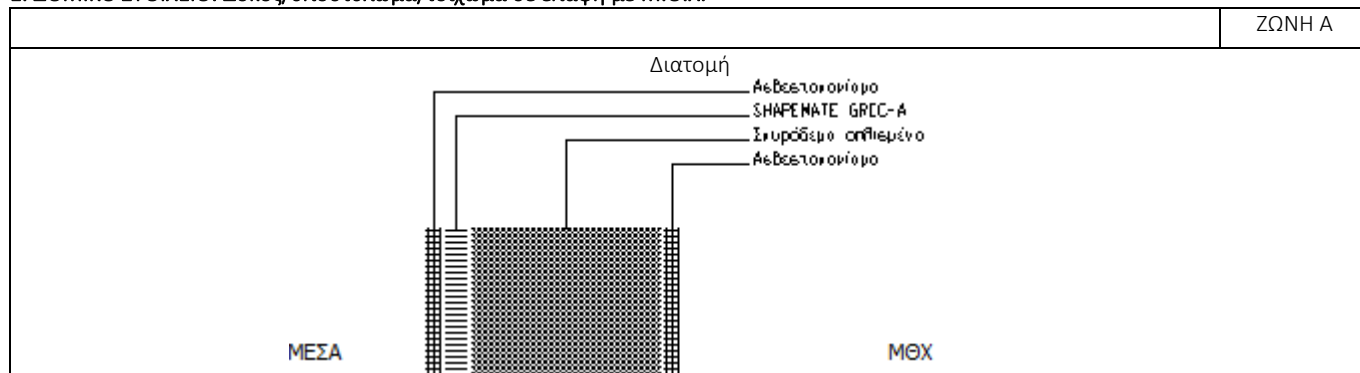 ΖΩΝΗ Α
Διατομή
Ασβεστοκονίαμα
SHAPEMATE GREC-A
Σκυρόδεμα οπλισμένο
Ασβεστοκονίαμα
ΜΕΣΑ
ΜΘΧ